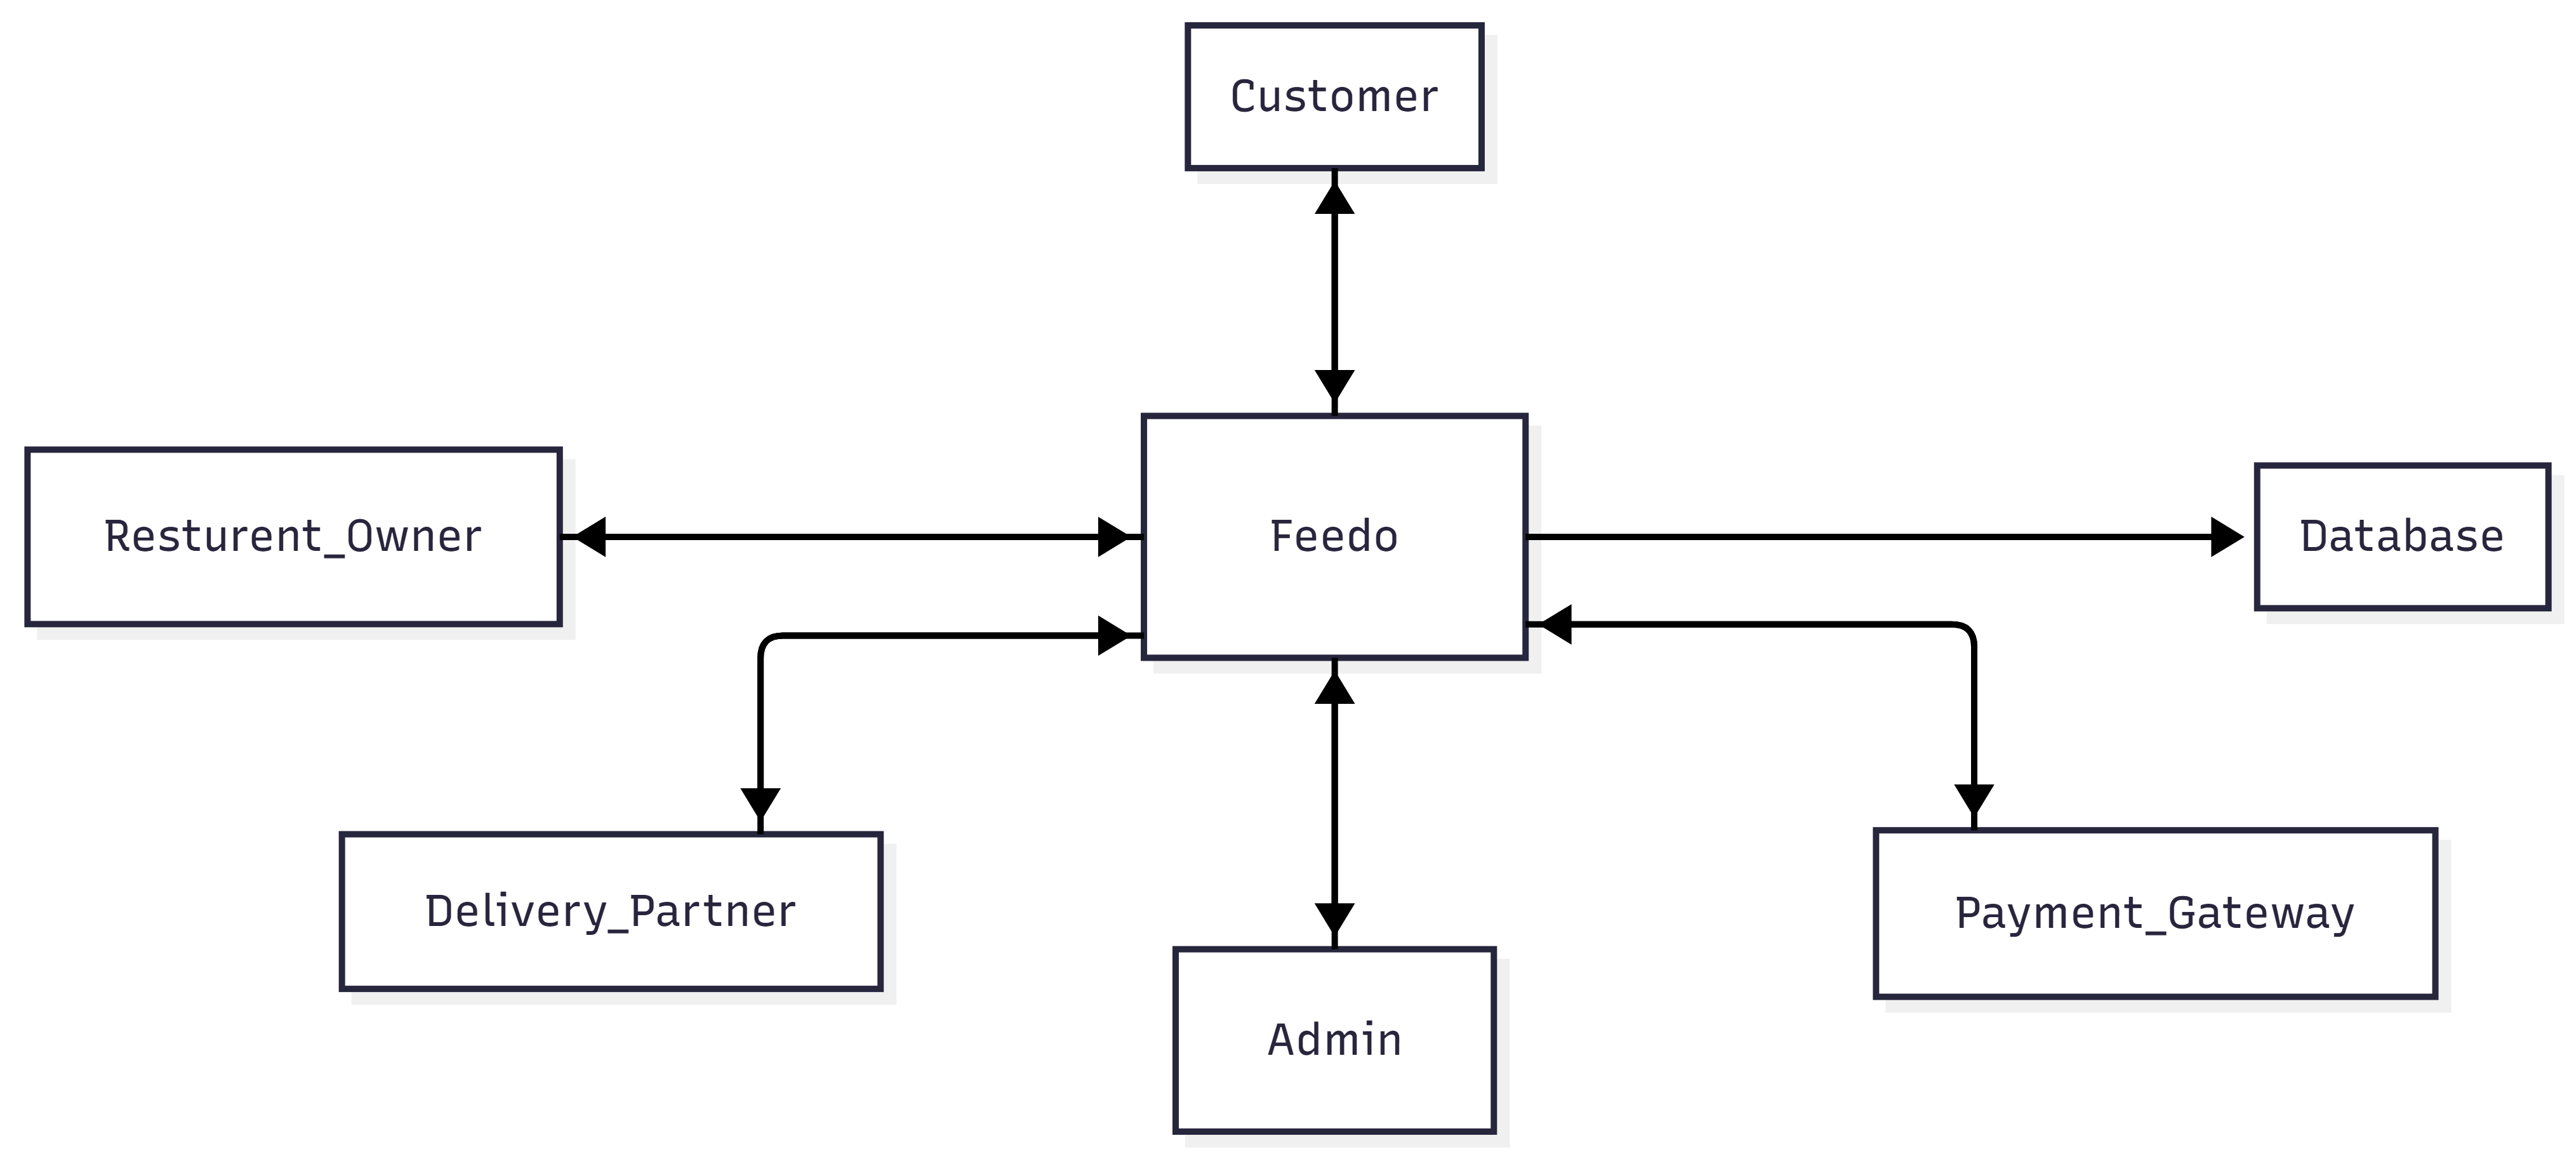 Customer
Resturent_Owner
Feedo
Database
Delivery_Partner
Payment_Gateway
Admin